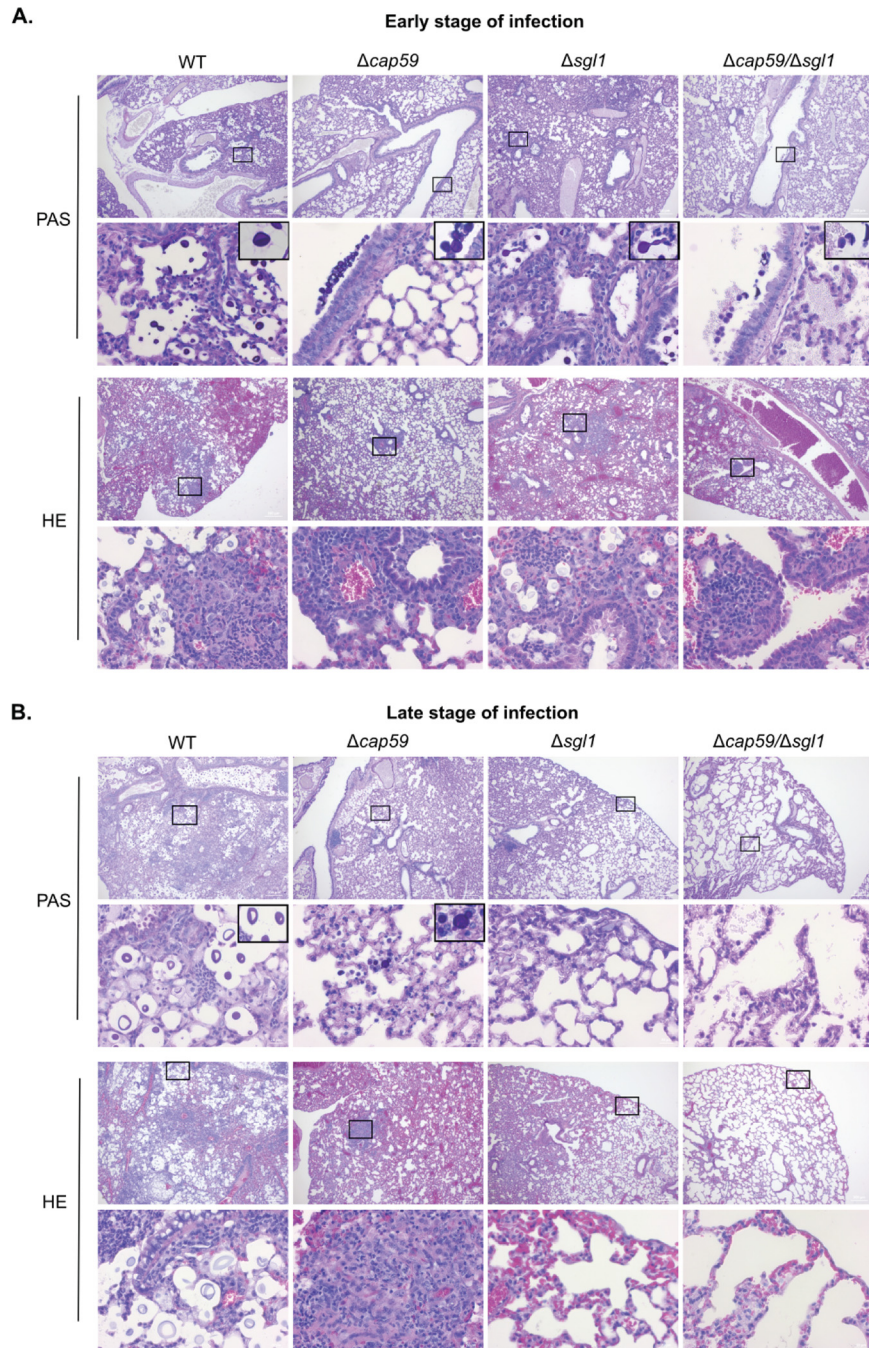 A.
Early stage of infection
WT Δcap59 Δsgl1 Δcap59/Δsgl1
PAS
HE
B.
Late stage of infection
WT Δcap59 Δsgl1 Δcap59/Δsgl1
PAS
HE